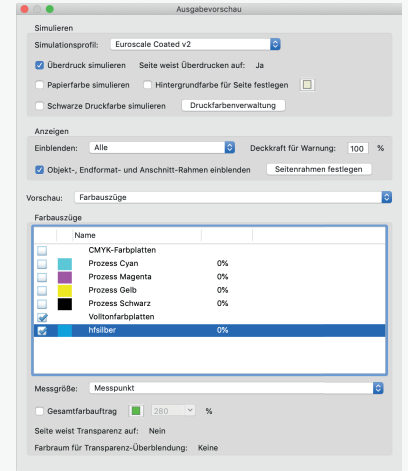 Ausgabevorschau
Simulieren
Simulationsprofil: Euroscale Coated v2
Überdruck simulieren Seite weist Überdrucken auf: Ja
Papierfarbe simulieren Hintergrundfarbe für Seite festlegen
Schwarze Druckfarbe simulieren Druckfarbenverwaltung
Anzeigen
Einblenden: Alle Deckkraft für Warnung: 100 %
Objekt-, Endformat- und Anschnitt-Rahmen einblenden Seitenrahmen festlegen
Vorschau: Farbauszüge
Farbauszüge
Name
CMYK-Farbplatten
Prozess Cyan 0%
Prozess Magenta 0%
Prozess Gelb 0%
Prozess Schwarz 0%
Volltonfarbplatten
hfsilber 0%
Messgröße: Messpunkt
Gesamtfarbauftrag 280 %
Seite weist Transparenz auf: Nein
Farbraum für Transparenz-Überblendung: Keine